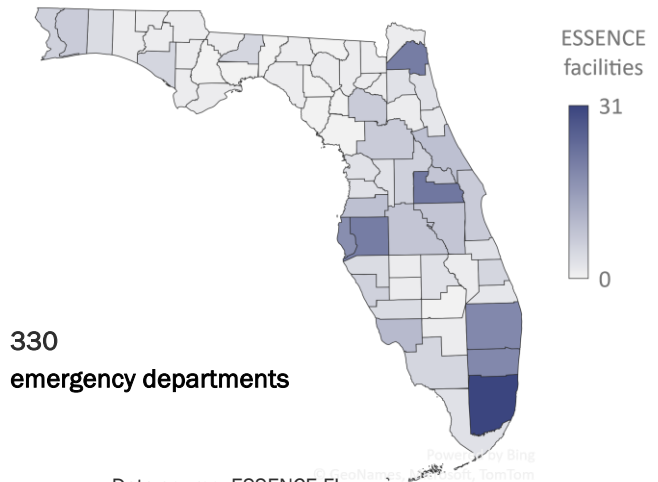 ESSENCE
facilities
31
0
330
emergency departments
Powered by Bing
© GeoNames, Microsoft, TomTom